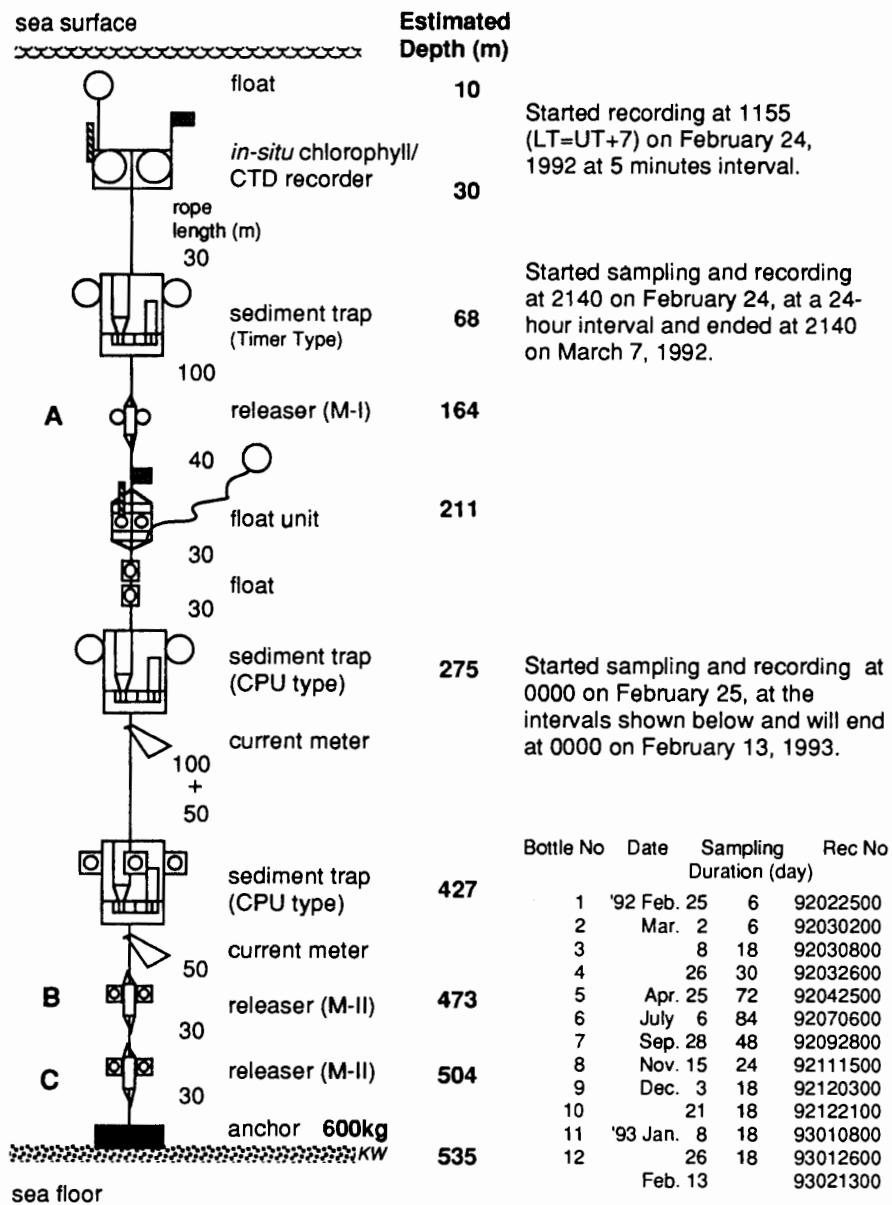 sea surface
Estimated
Depth (m)
float
10
Started recording at 1155
(LT=UT+7) on February 24,
1992 at 5 minutes interval.
in-situ chlorophyll/
CTD recorder
30
rope
length (m)
30
Started sampling and recording
at 2140 on February 24, at a 24-
hour interval and ended at 2140
on March 7, 1992.
sediment trap
(Timer Type)
68
100
A
releaser (M-I)
164
40
float unit
211
30
float
30
sediment trap
(CPU type)
275
Started sampling and recording at
0000 on February 25, at the
intervals shown below and will end
at 0000 on February 13, 1993.
current meter
100
+
50
sediment trap
(CPU type)
427
current meter
50
B
releaser (M-II)
473
30
C
releaser (M-II)
504
30
anchor 600kg
KW
535
sea floor
Bottle No Date Sampling Rec No
Duration (day)
1 '92 Feb. 25 6 92022500
2 Mar. 2 6 92030200
3 8 18 92030800
4 26 30 92032600
5 Apr. 25 72 92042500
6 July 6 84 92070600
7 Sep. 28 48 92092800
8 Nov. 15 24 92111500
9 Dec. 3 18 92120300
10 21 18 92122100
11 '93 Jan. 8 18 93010800
12 26 18 93012600
Feb. 13 93021300